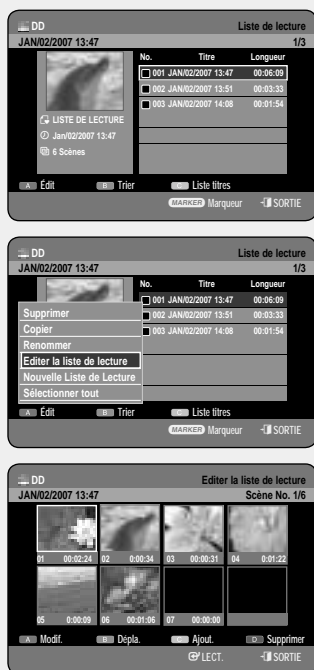 DD Liste de lecture
JAN/02/2007 13:47 1/3
No. Titre Longueur
001 JAN/02/2007 13:47 00:06:09
002 JAN/02/2007 13:51 00:03:33
003 JAN/02/2007 14:08 00:01:54
LISTE DE LECTURE
Jan/02/2007 13:47
6 Scènes
A Édit B Trier C Liste titres
MARKER Marqueur SORTIE
DD Liste de lecture
JAN/02/2007 13:47 1/3
No. Titre Longueur
001 JAN/02/2007 13:47 00:06:09
002 JAN/02/2007 13:51 00:03:33
003 JAN/02/2007 14:08 00:01:54
Supprimer
Copier
Renommer
Editer la liste de lecture
Nouvelle Liste de Lecture
Sélectionner tout
A Édit B Trier C Liste titres
MARKER Marqueur SORTIE
DD Editer la liste de lecture
JAN/02/2007 13:47 Scène No. 1/6
01 00:02:24 02 0:00:34 03 00:00:31 04 0:01:22
05 0:00:09 06 00:01:06 07 00:00:00
A Modif. B Dépla. C Ajout. D Supprimer
LECT. SORTIE